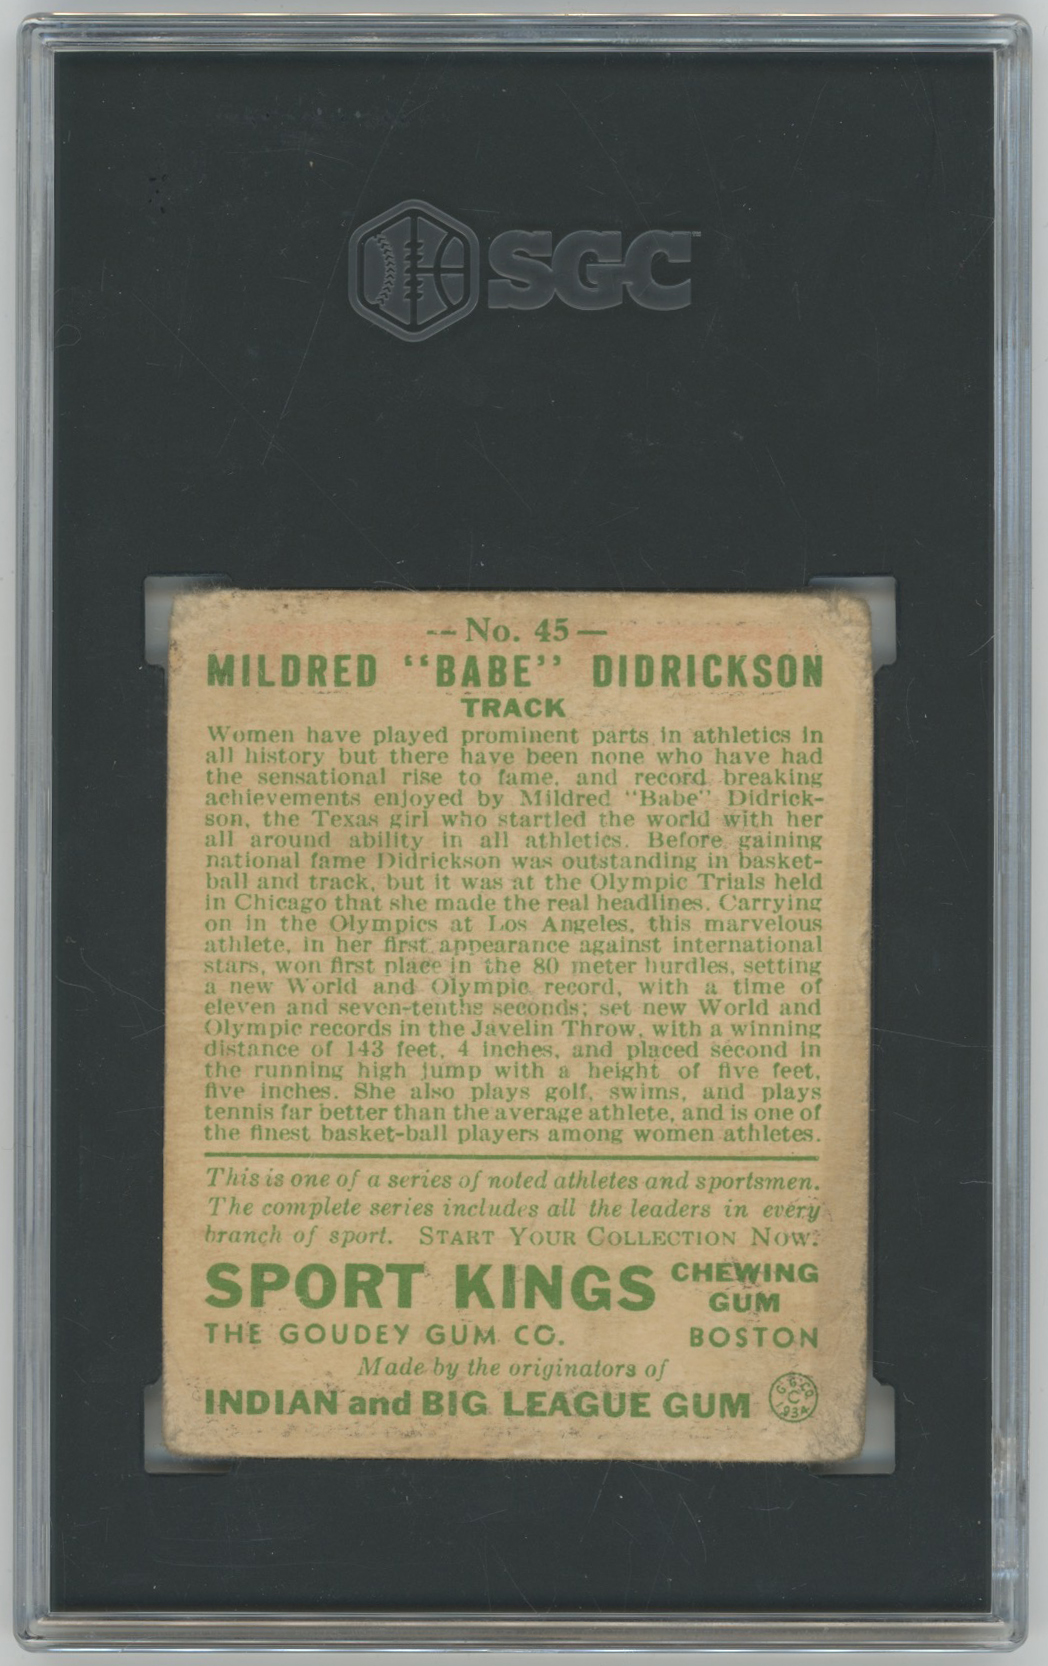 SGC
-- No. 45 —
MILDRED "BABE" DIDRICKSON
TRACK
Women have played prominent parts in athletics in
all history but there have been none who have had
the sensational rise to fame, and record breaking
achievements enjoyed by Mildred "Babe" Didrick-
son, the Texas girl who startled the world with her
all around ability in all athletics. Before gaining
national fame Didrickson was outstanding in basket-
ball and track, but it was at the Olympic Trials held
in Chicago that she made the real headlines. Carrying
on in the Olympics at Los Angeles, this marvelous
athlete, in her first appearance against international
stars, won first place in the 80 meter hurdles, setting
a new World and Olympic record, with a time of
eleven and seven-tenths seconds; set new World and
Olympic records in the Javelin Throw, with a winning
distance of 143 feet, 4 inches, and placed second in
the running high jump with a height of five feet,
five inches. She also plays golf, swims, and plays
tennis far better than the average athlete, and is one of
the finest basket-ball players among women athletes.
This is one of a series of noted athletes and sportsmen.
The complete series includes all the leaders in every
branch of sport. START YOUR COLLECTION NOW.
SPORT KINGS CHEWING GUM
THE GOUDEY GUM CO. BOSTON
Made by the originators of
INDIAN and BIG LEAGUE GUM
G.G.CO. C 1934